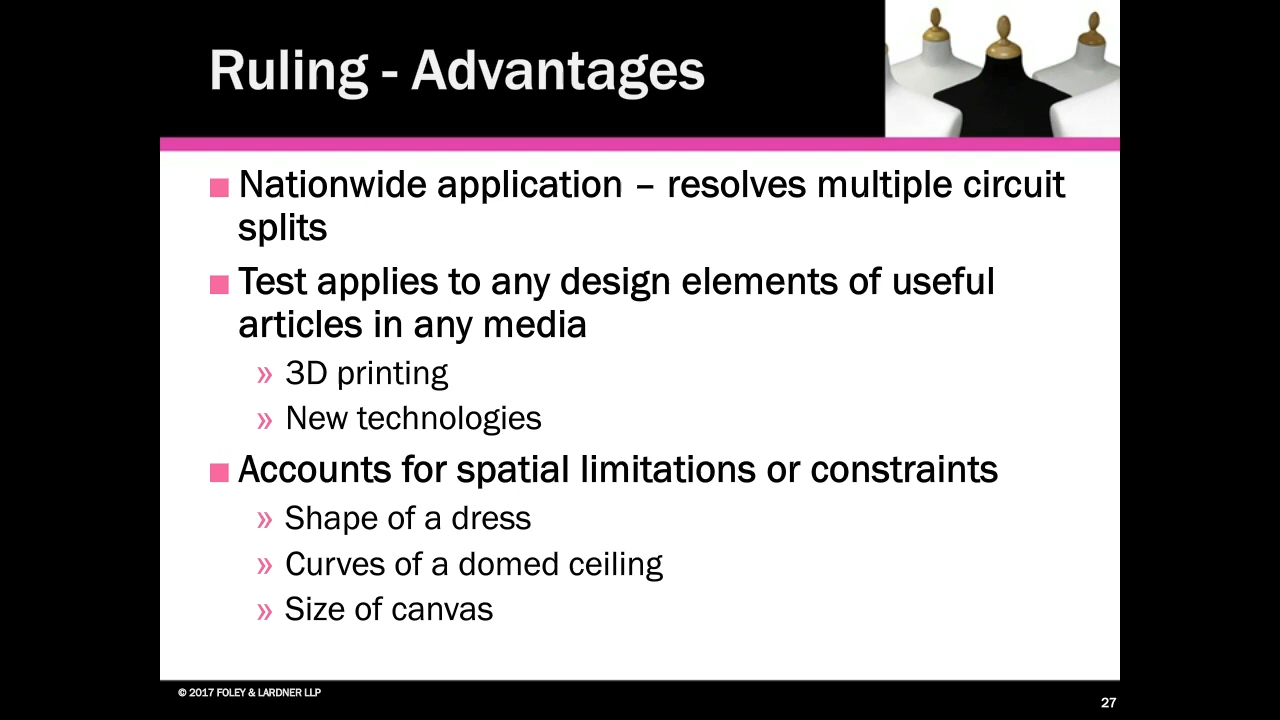 Ruling - Advantages
■ Nationwide application – resolves multiple circuit
splits
■ Test applies to any design elements of useful
articles in any media
» 3D printing
» New technologies
■ Accounts for spatial limitations or constraints
» Shape of a dress
» Curves of a domed ceiling
» Size of canvas
© 2017 FOLEY & LARDNER LLP
27